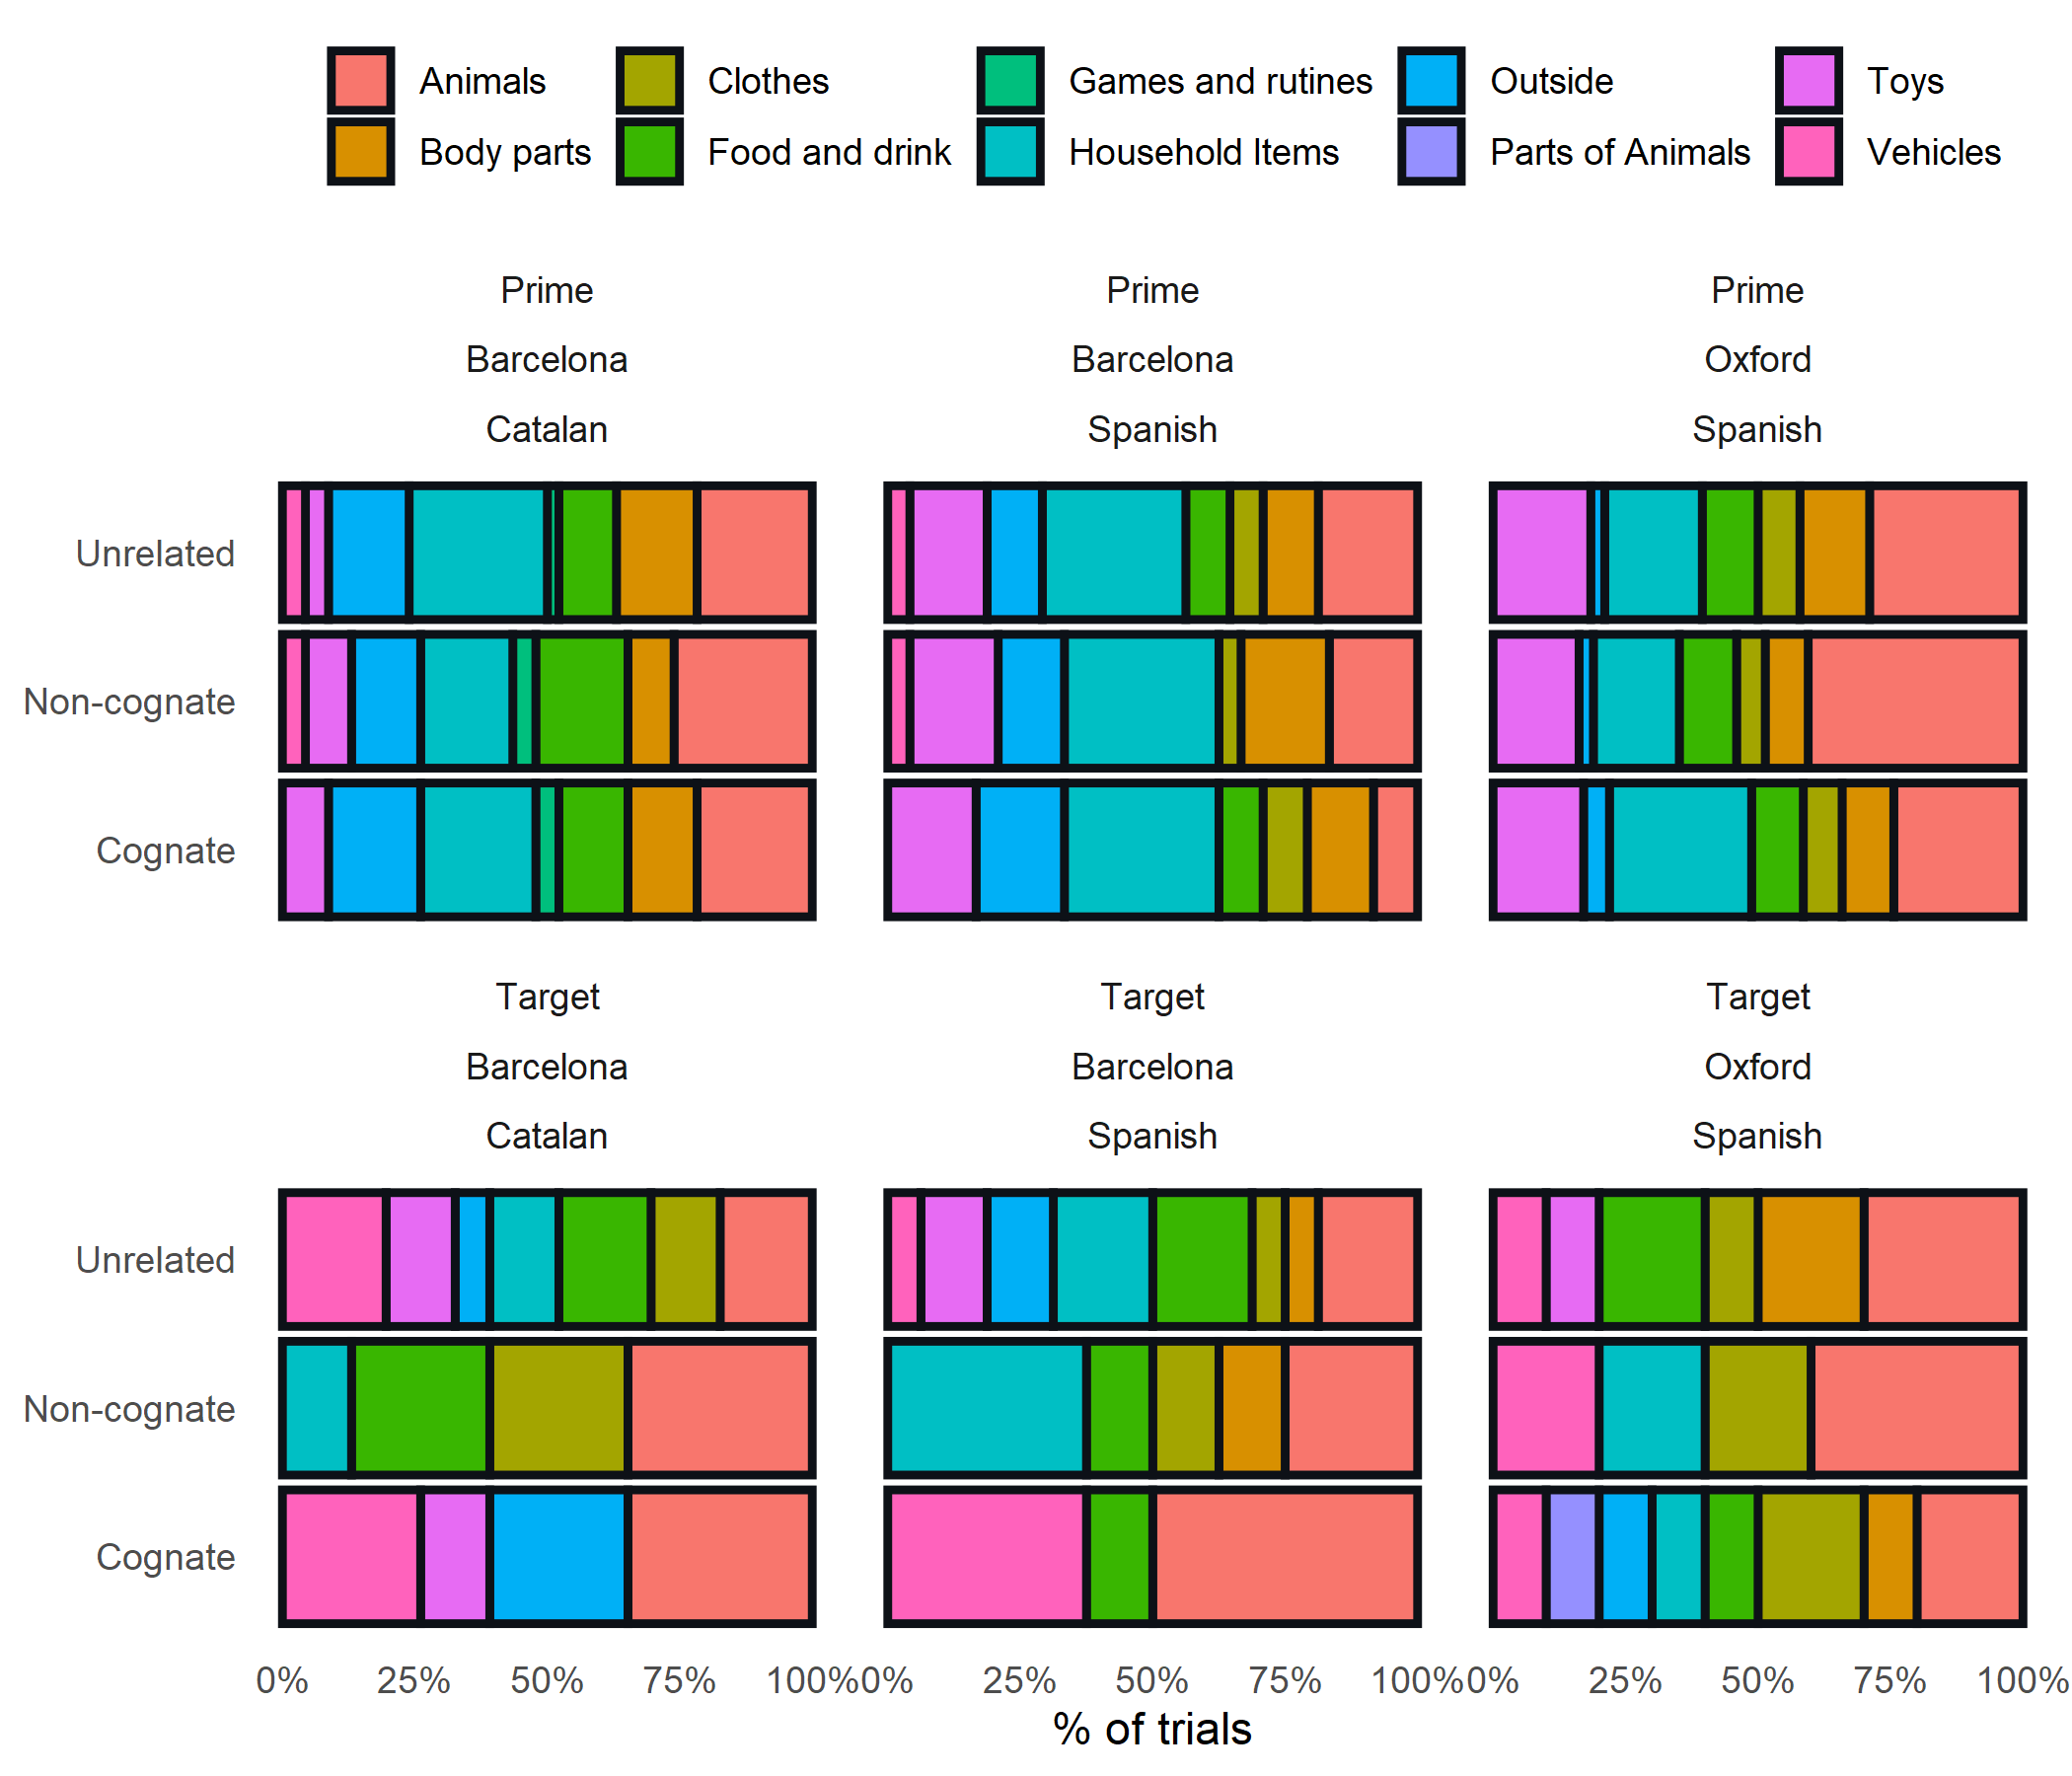 Animals Clothes Games and rutines Outside Toys
Body parts Food and drink Household Items Parts of Animals Vehicles
Prime Prime Prime
Barcelona Barcelona Oxford
Catalan Spanish Spanish
Unrelated
Non-cognate
Cognate
Target Target Target
Barcelona Barcelona Oxford
Catalan Spanish Spanish
Unrelated
Non-cognate
Cognate
0% 25% 50% 75% 100% 0% 25% 50% 75% 100% 0% 25% 50% 75% 100%
% of trials